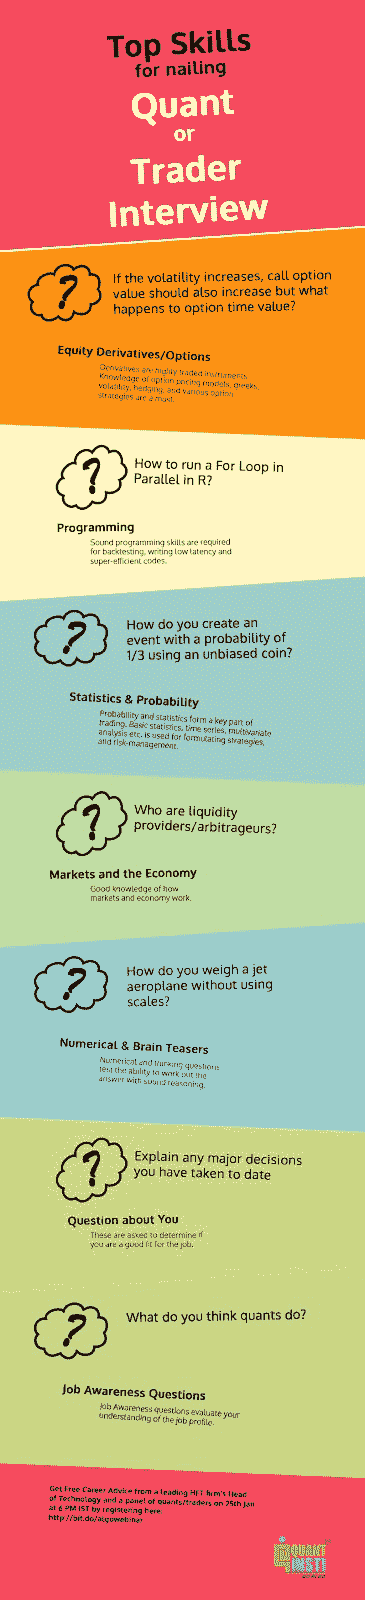 Top Skills
for nailing
Quant
or
Trader
Interview
?
If the volatility increases, call option
value should also increase but what
happens to option time value?
Equity Derivatives/Options
Derivatives are highly traded instruments.
Knowledge of option pricing models, greeks,
volatility, hedging, and various option
strategies are a must.
?
How to run a For Loop in
Parallel in R?
Programming
Sound programming skills are required
for backtesting, writing low latency and
super-efficient codes.
?
How do you create an
event with a probability of
1/3 using an unbiased coin?
Statistics & Probability
Probability and statistics form a key part of
trading. Basic statistics, time series, multivariate
analysis etc. is used for formulating strategies,
and risk-management.
?
Who are liquidity
providers/arbitrageurs?
Markets and the Economy
Good knowledge of how
markets and economy work.
?
How do you weigh a jet
aeroplane without using
scales?
Numerical & Brain Teasers
Numerical and thinking questions
test the ability to work out the
answer with sound reasoning.
?
Explain any major decisions
you have taken to date
Question about You
These are asked to determine if
you are a good fit for the job.
?
What do you think quants do?
Job Awareness Questions
Job Awareness questions evaluate your
understanding of the job profile.
Get Free Career Advice from a leading HFT firm's Head
of Technology and a panel of quants/traders on 25th Jan
at 6 PM IST by registering here
QUANT
INSTI